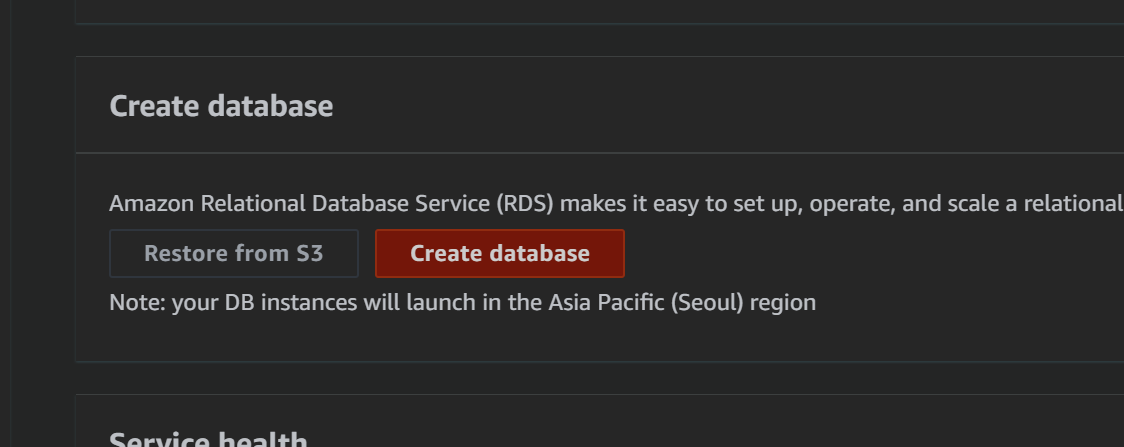 Create database
Amazon Relational Database Service (RDS) makes it easy to set up, operate, and scale a relational
Restore from S3 Create database
Note: your DB instances will launch in the Asia Pacific (Seoul) region
Service health